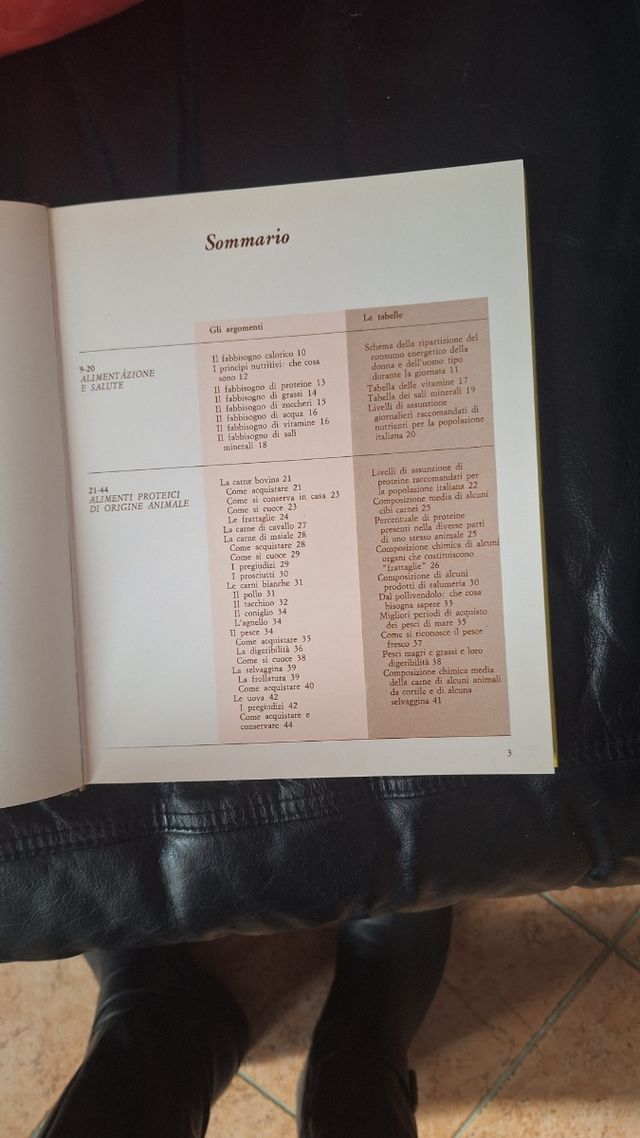 Sommario
Gli argomenti
Le tabelle
9-20
ALIMENTAZIONE
E SALUTE
Il fabbisogno calorico 10
I principi nutritivi: che cosa
sono 12
Il fabbisogno di proteine 13
Il fabbisogno di grassi 14
Il fabbisogno di zuccheri 15
Il fabbisogno di acqua 16
Il fabbisogno di vitamine 16
Il fabbisogno di sali
minerali 18
Schema della ripartizione del
consumo energetico della
donna e dell'uomo tipo
durante la giornata 11
Tabella delle vitamine 17
Tabella dei sali minerali 19
Livelli di assunzione
giornalieri raccomandati di
nutrienti per la popolazione
italiana 20
21-44
ALIMENTI PROTEICI
DI ORIGINE ANIMALE
La carne bovina 21
Come acquistare 21
Come si conserva in casa 23
Come si cuoce 23
Le frattaglie 24
La carne di cavallo 27
La carne di maiale 28
Come acquistare 28
Come si cuoce 29
I pregiudizi 29
I prosciutti 30
Le carni bianche 31
Il pollo 31
Il tacchino 32
Il coniglio 34
L'agnello 34
Il pesce 34
Come acquistare 35
La digeribilità 36
Come si cuoce 38
La selvaggina 39
La frollatura 39
Come acquistare 40
Le uova 42
I pregiudizi 42
Come acquistare e
conservare 44
Livelli di assunzione di
proteine raccomandati per
la popolazione italiana 22
Composizione media di alcuni
cibi carnei 25
Percentuale di proteine
presenti nella diverse parti
di uno stesso animale 25
Composizione chimica di alcuni
organi che costituiscono
"frattaglie" 26
Composizione di alcuni
prodotti di salumeria 30
Dal pollivendolo: che cosa
bisogna sapere 33
Migliori periodi di acquisto
dei pesci di mare 35
Come si riconosce il pesce
fresco 37
Pesci magri e grassi e loro
digeribilità 38
Composizione chimica media
della carne di alcuni animali
da cortile e di alcuna
selvaggina 41
3